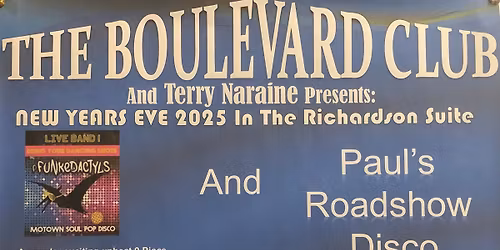 THE BOULEVARD CLUB
And Terry Naraine Presents:
NEW YEARS EVE 2025 In The Richardson Suite
LIVE BAND!
FUNKEDACTYLS
MOTOWN SOUL POP DISCO
And
Paul's
Roadshow
Disco